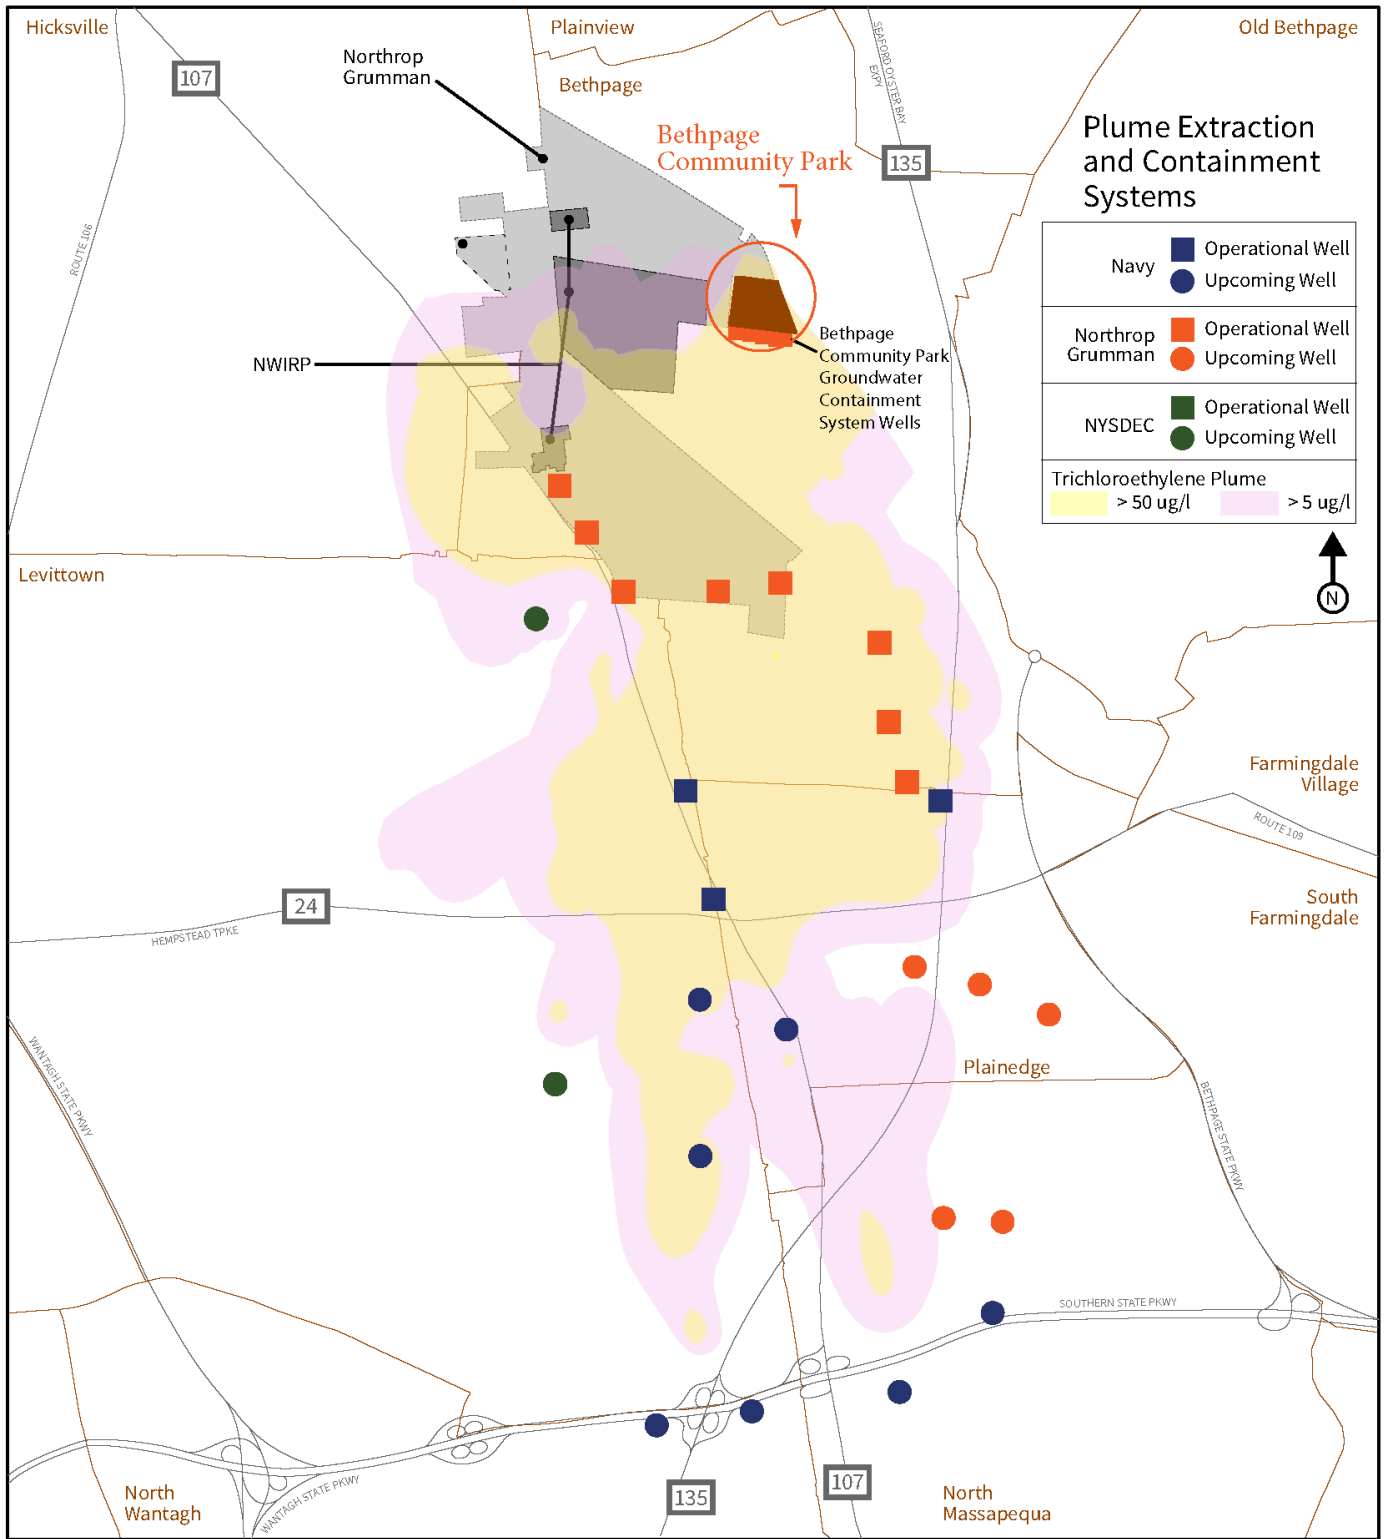 Hicksville
Plainview
Old Bethpage
Northrop
Grumman
107
Bethpage
SEAFORD OYSTER BAY
EXPY
Bethpage
Community Park
135
Plume Extraction
and Containment
Systems
Navy
Operational Well
Upcoming Well
Northrop
Grumman
Operational Well
Upcoming Well
NYSDEC
Operational Well
Upcoming Well
Trichloroethylene Plume
> 50 ug/l
> 5 ug/l
N
ROUTE 106
NWIRP
Bethpage
Community Park
Groundwater
Containment
System Wells
Levittown
Farmingdale
Village
ROUTE 109
South
Farmingdale
24
HEMPSTEAD TPKE
WANTAGH STATE PKWY
Plainedge
BETHPAGE STATE PKWY
SOUTHERN STATE PKWY
North
Wantagh
WANTAGH STATE PKWY
135
107
North
Massapequa